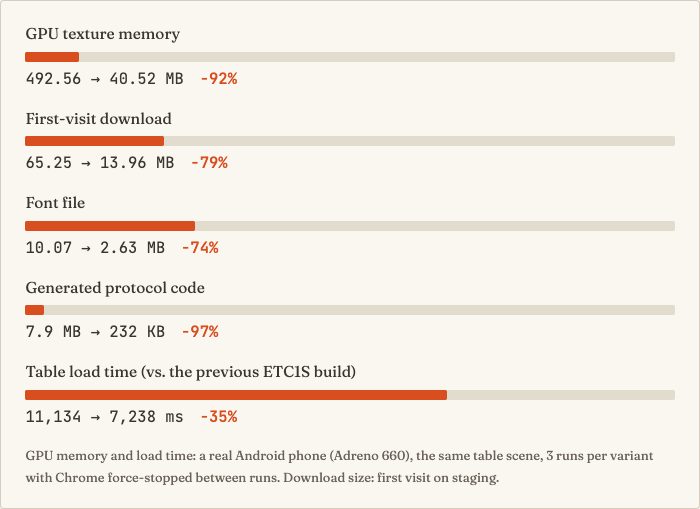 GPU texture memory
492.56 → 40.52 MB -92%
First-visit download
65.25 → 13.96 MB -79%
Font file
10.07 → 2.63 MB -74%
Generated protocol code
7.9 MB → 232 KB -97%
Table load time (vs. the previous ETC1S build)
11,134 → 7,238 ms -35%
GPU memory and load time: a real Android phone (Adreno 660), the same table scene, 3 runs per variant
with Chrome force-stopped between runs. Download size: first visit on staging.